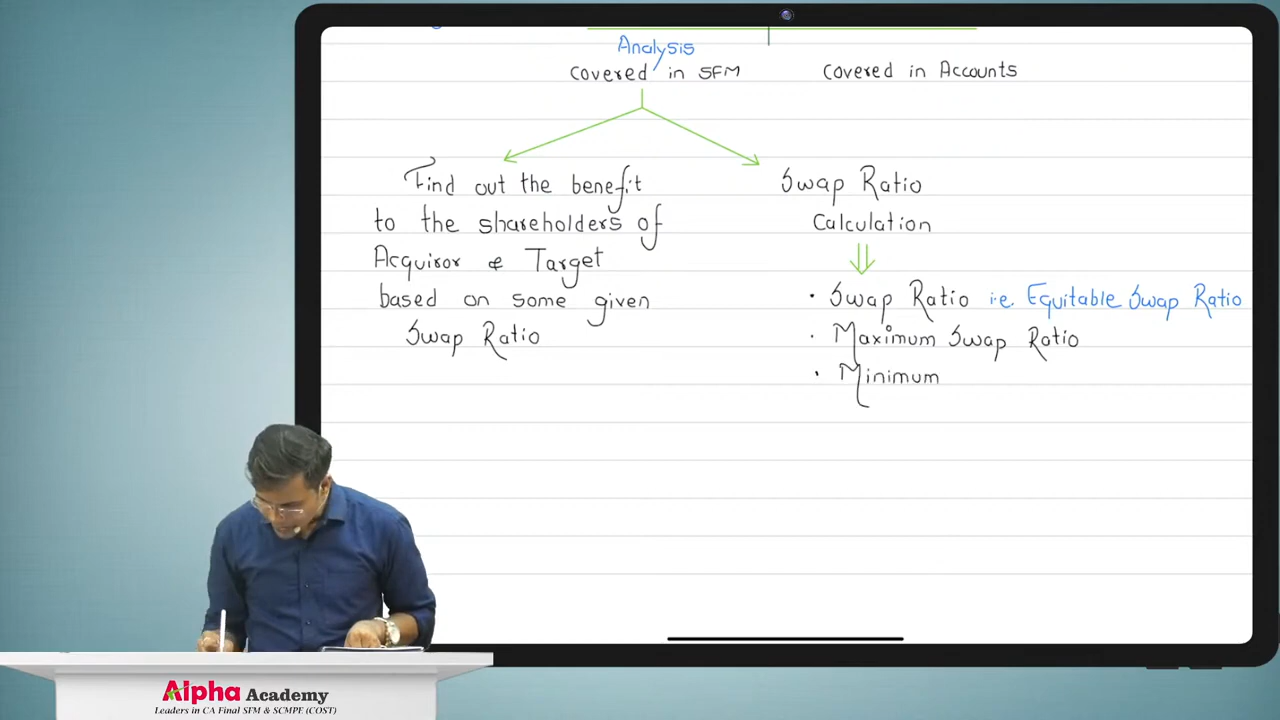 Analysis
Covered in SFM
Covered in Accounts
Find out the benefit
to the shareholders of
Acquiror & Target
based on some given
Swap Ratio
Swap Ratio
Calculation
• Swap Ratio i.e. Equitable Swap Ratio
• Maximum Swap Ratio
• Minimum
Alpha Academy
Leaders in CA Final SFM & SCMPE (COST)